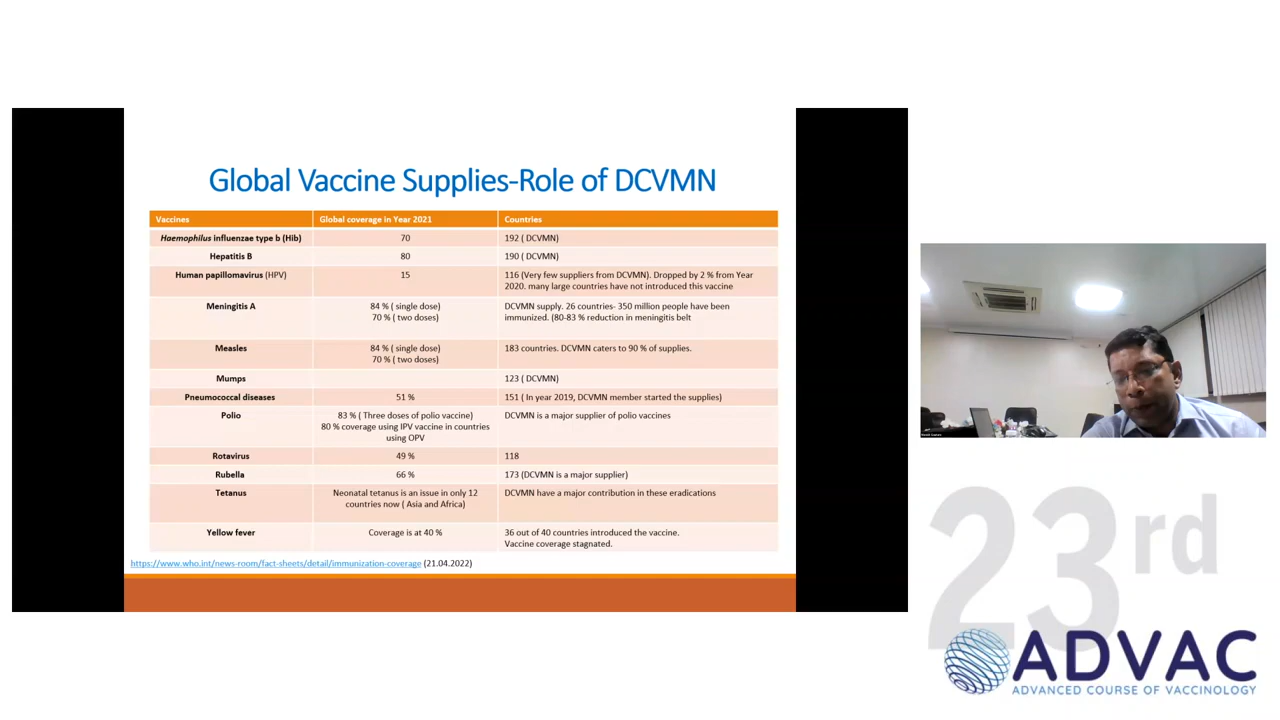 Global Vaccine Supplies-Role of DCVMN
Vaccines
Global coverage in Year 2021
Countries
Haemophilus influenzae type b (Hib)
70
192 ( DCVMN)
Hepatitis B
80
190 ( DCVMN)
Human papillomavirus (HPV)
15
116 (Very few suppliers from DCVMN). Dropped by 2 % from Year
2020. many large countries have not introduced this vaccine
Meningitis A
84 % ( single dose)
70 % ( two doses)
DCVMN supply. 26 countries- 350 million people have been
immunized. (80-83 % reduction in meningitis belt
Measles
84 % ( single dose)
70 % ( two doses)
183 countries. DCVMN caters to 90 % of supplies.
Mumps
123 ( DCVMN)
Pneumococcal diseases
51 %
151 ( In year 2019, DCVMN member started the supplies)
Polio
83 % ( Three doses of polio vaccine)
80 % coverage using IPV vaccine in countries
using OPV
DCVMN is a major supplier of polio vaccines
Rotavirus
49 %
118
Rubella
66 %
173 (DCVMN is a major supplier)
Tetanus
Neonatal tetanus is an issue in only 12
countries now ( Asia and Africa)
DCVMN have a major contribution in these eradications
Yellow fever
Coverage is at 40 %
36 out of 40 countries introduced the vaccine.
Vaccine coverage stagnated.
https://www.who.int/news-room/fact-sheets/detail/immunization-coverage (21.04.2022)
23rd
ADVAC
ADVANCED COURSE OF VACCINOLOGY